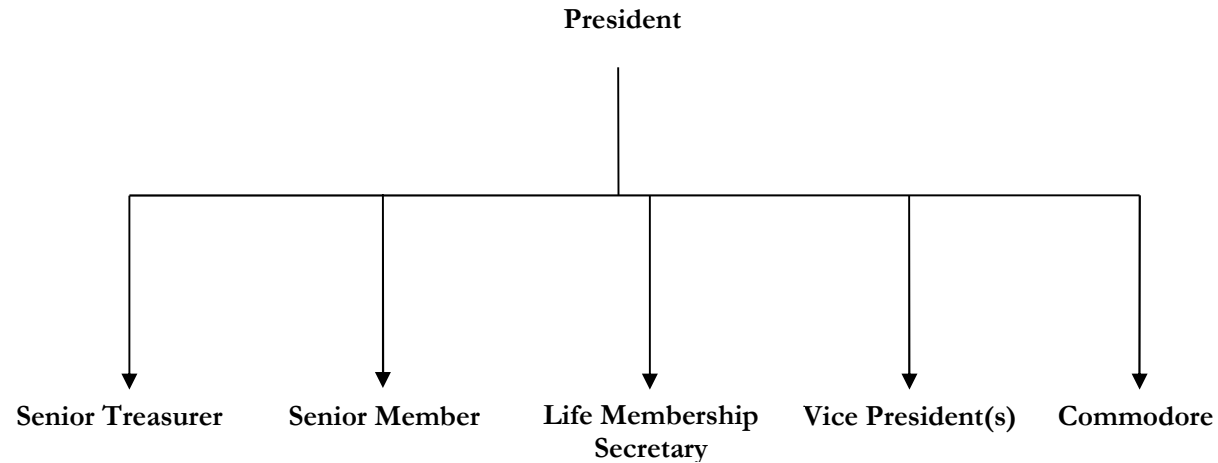 President
Senior Treasurer
Senior Member
Life Membership
Secretary
Vice President(s)
Commodore